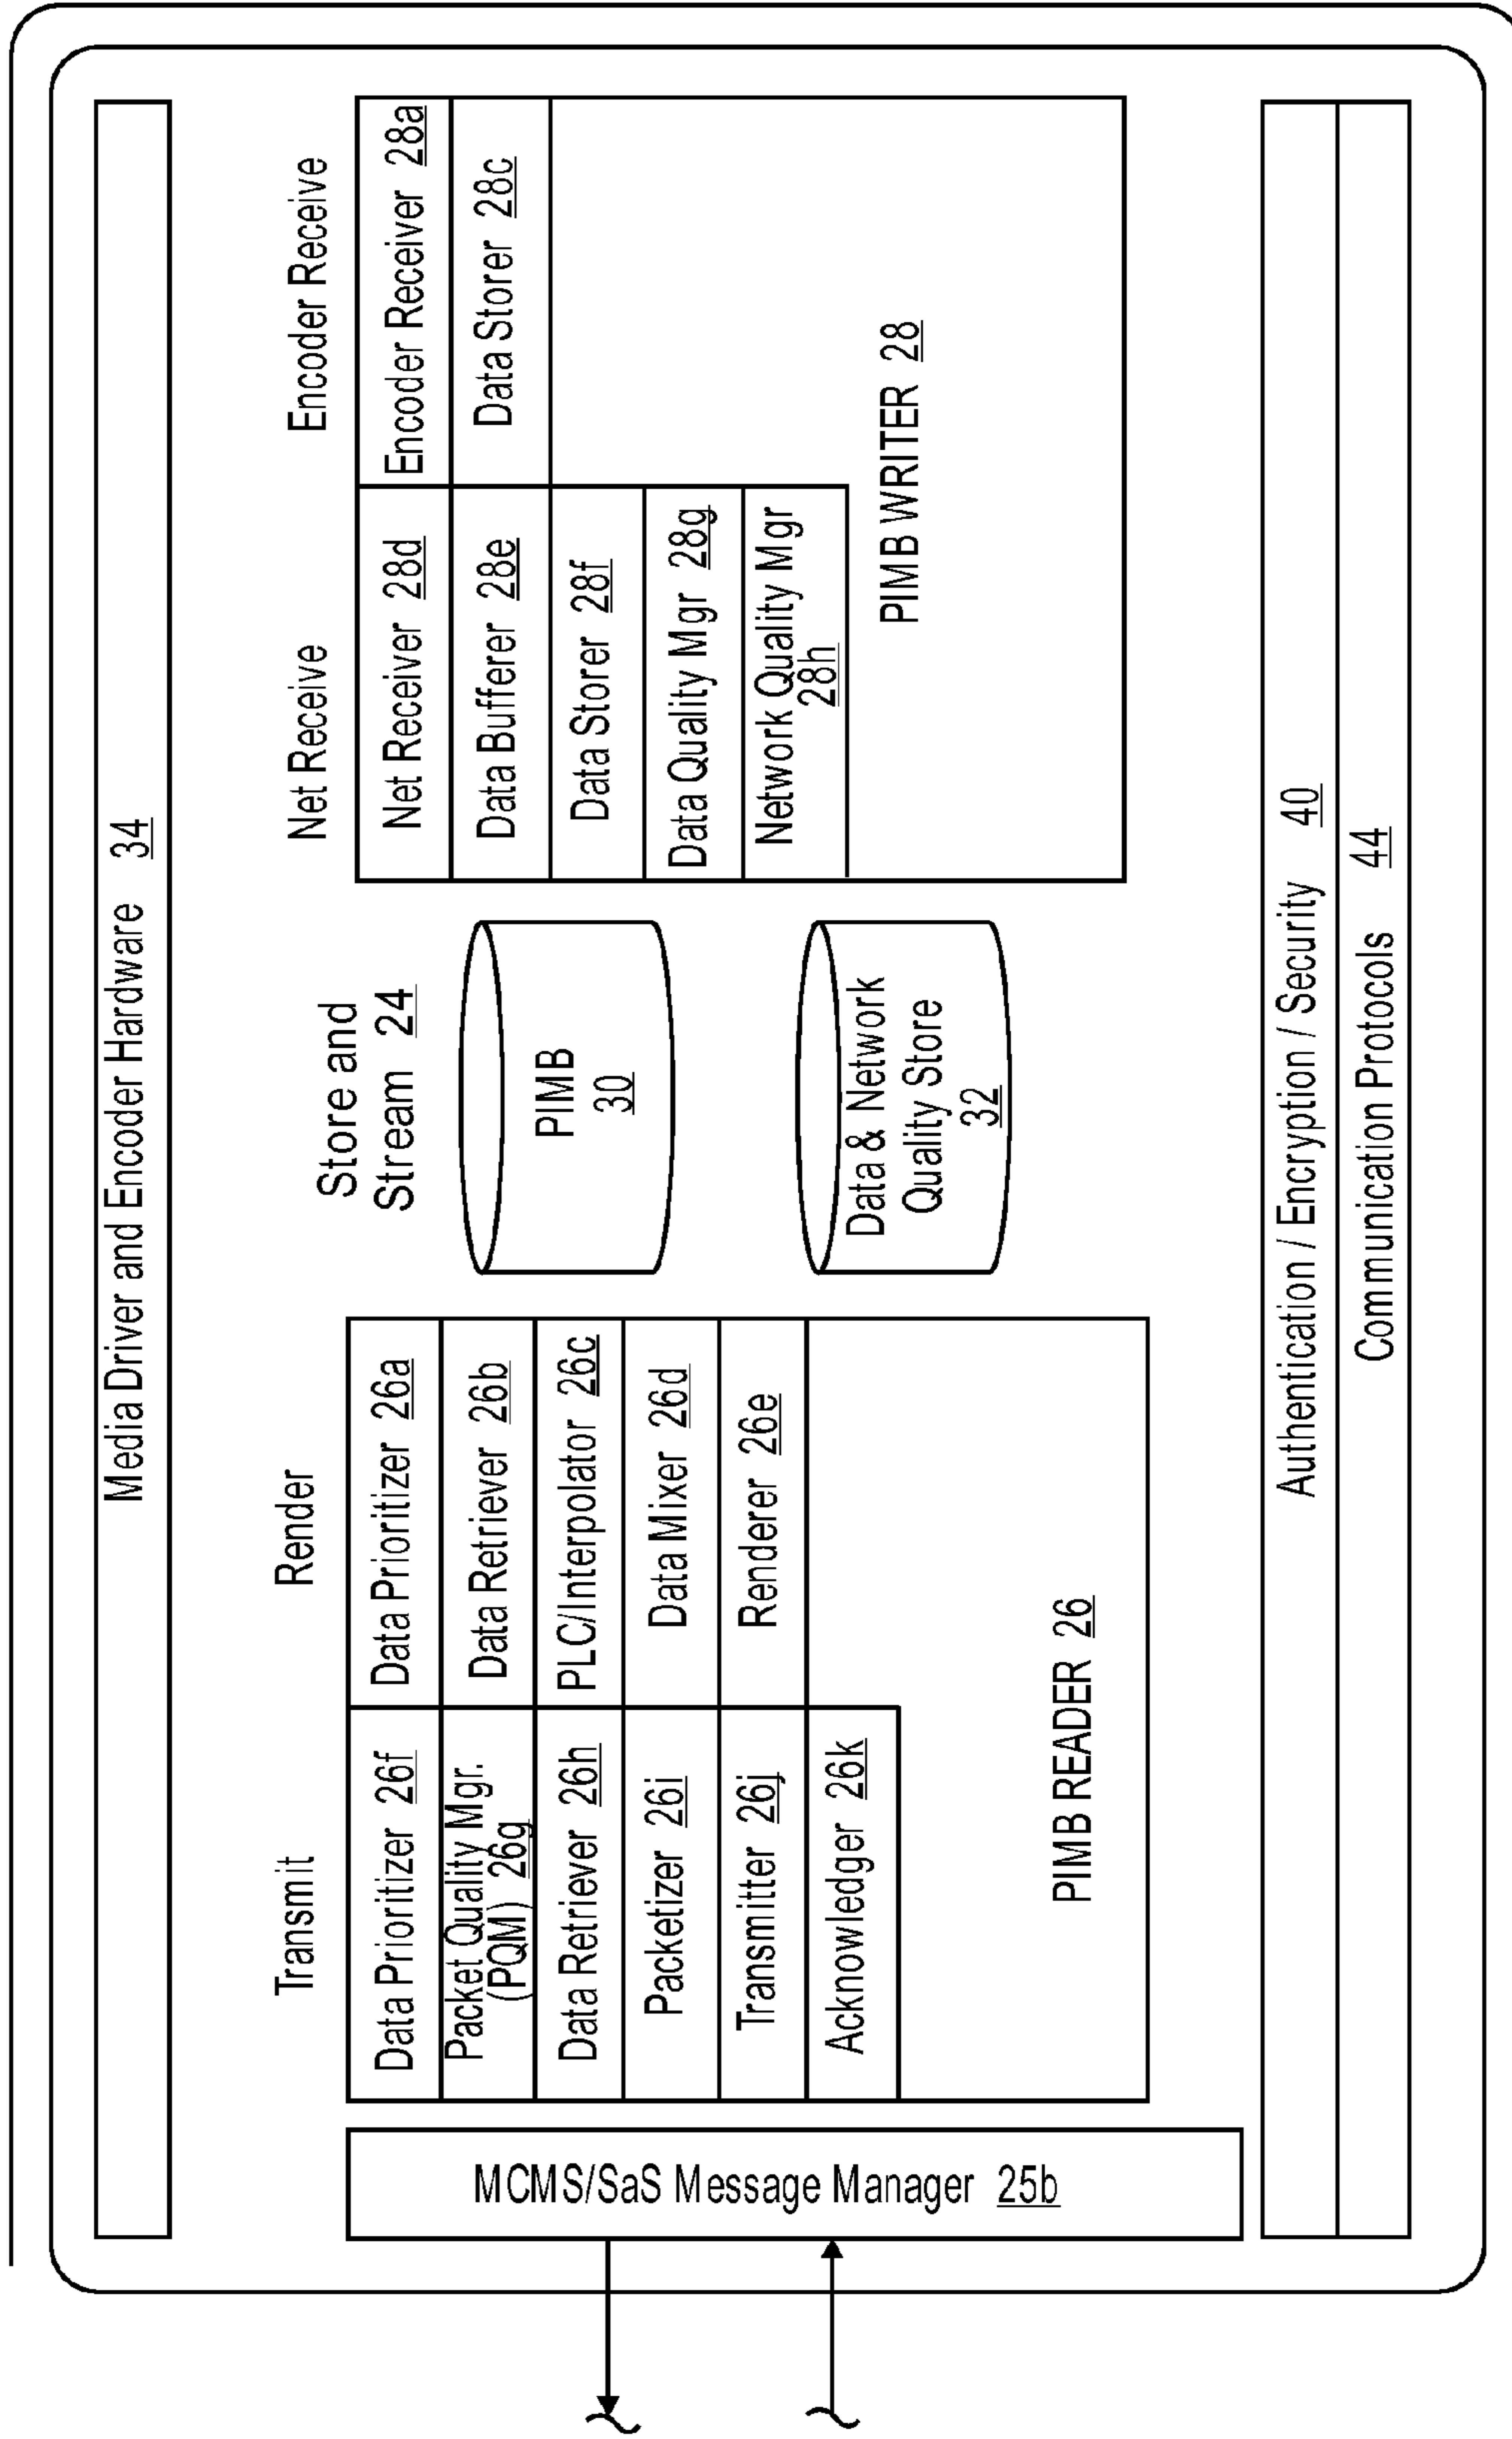 Media Driver and Encoder Hardware 34
MCMS/SaS Message Manager 25b
Transmit
Data Prioritizer 26f
Packet Quality Mgr.
(PQM) 26g
Data Retriever 26h
Packetizer 26i
Transmitter 26j
Acknowledger 26k
Render
Data Prioritizer 26a
Data Retriever 26b
PLC/Interpolator 26c
Data Mixer 26d
Renderer 26e
PIMB READER 26
Store and
Stream 24
PIMB
30
Data & Network
Quality Store
32
Net Receive
Net Receiver 28d
Data Bufferer 28e
Data Storer 28f
Data Quality Mgr 28g
Network Quality Mgr
28h
Encoder Receive
Encoder Receiver 28a
Data Storer 28c
PIMB WRITER 28
Authentication / Encryption / Security 40
Communication Protocols 44